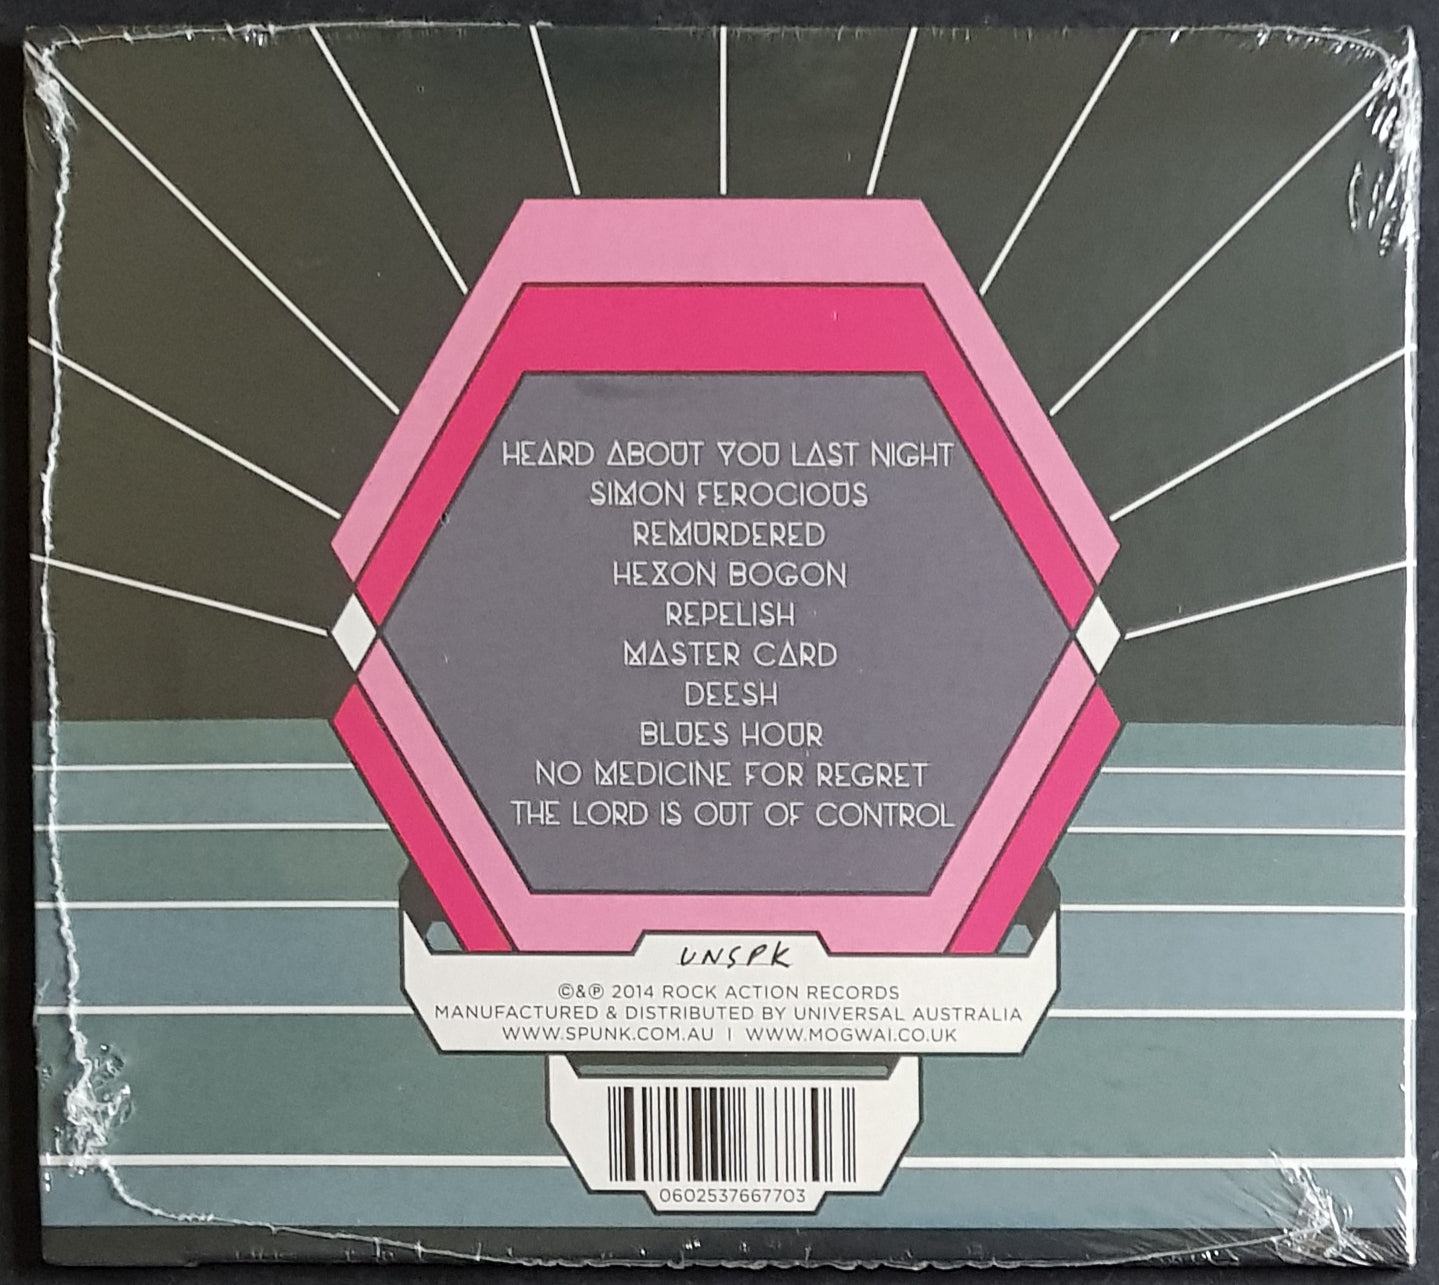 HEARD ABOUT YOU LAST NIGHT
SIMON FEROCIOUS
REMURDERED
HEXON BOGON
REPELISH
MASTER CARD
DEESH
BLUES HOUR
NO MEDICINE FOR REGRET
THE LORD IS OUT OF CONTROL
UNSPK
©&℗ 2014 ROCK ACTION RECORDS
MANUFACTURED & DISTRIBUTED BY UNIVERSAL AUSTRALIA
WWW.SPUNK.COM.AU | WWW.MOGWAI.CO.UK
0602537667703